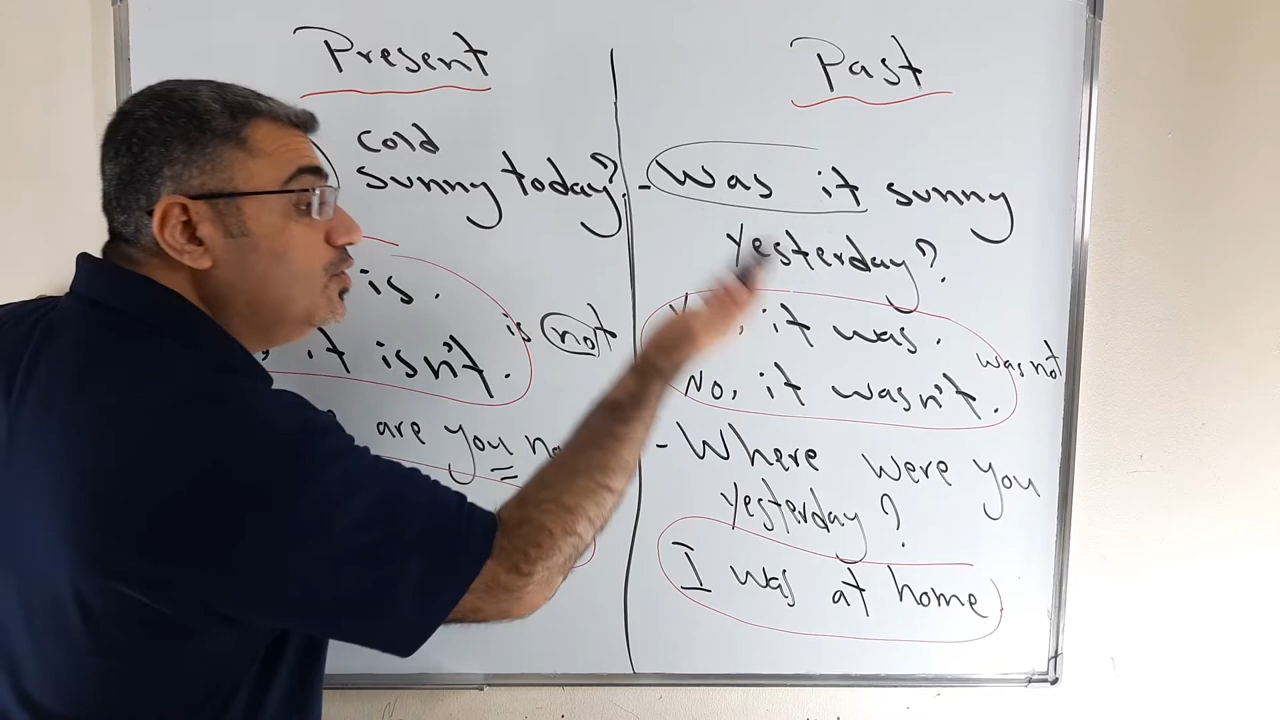 Present
cold
sunny today?
is.
it isn't.
is not
are you
Past
- Was it sunny
yesterday?
it was.
No, it wasn't.
was not
- Where were you
yesterday?
I was at home